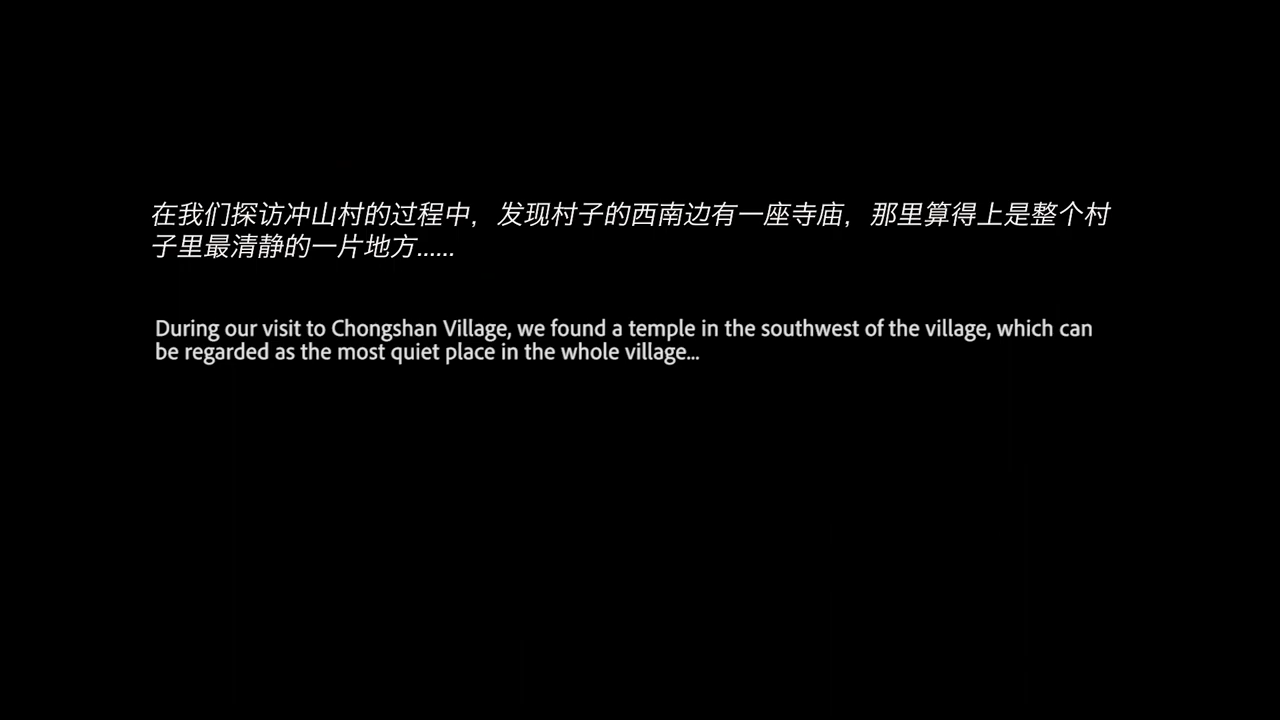 在我们探访冲山村的过程中，发现村子的西南边有一座寺庙，那里算得上是整个村
子里最清静的一片地方......
During our visit to Chongshan Village, we found a temple in the southwest of the village, which can
be regarded as the most quiet place in the whole village...